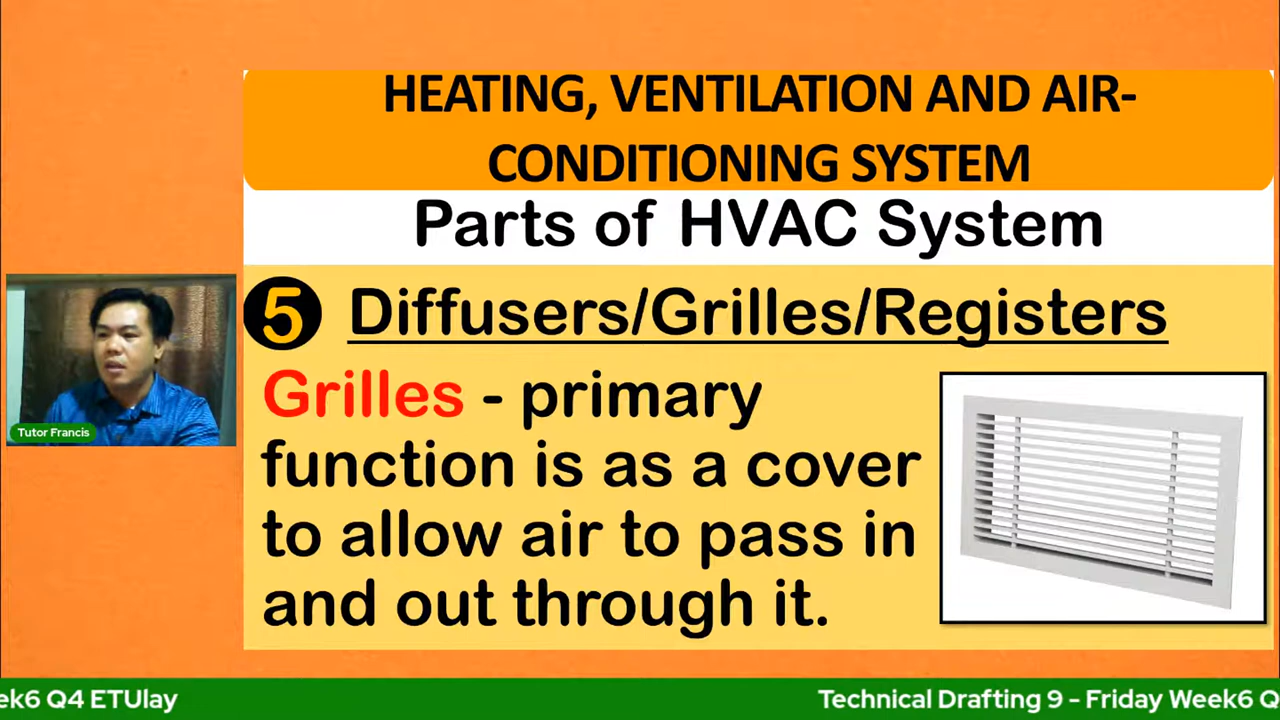 HEATING, VENTILATION AND AIR-
CONDITIONING SYSTEM
Parts of HVAC System
5 Diffusers/Grilles/Registers
Grilles - primary
function is as a cover
to allow air to pass in
and out through it.
Tutor Francis
ek6 Q4 ETUlay
Technical Drafting 9 - Friday Week6 Q